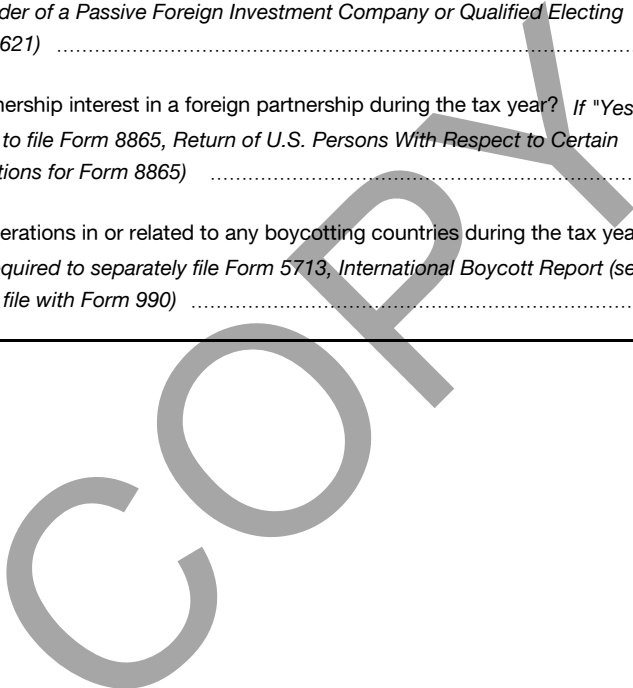 der of a Passive Foreign Investment Company or Qualified Electing
621) ........................................................................
nership interest in a foreign partnership during the tax year? If "Yes
to file Form 8865, Return of U.S. Persons With Respect to Certain
tions for Form 8865) ........................................................................
erations in or related to any boycotting countries during the tax yea
equired to separately file Form 5713, International Boycott Report (se
file with Form 990) ........................................................................
COPY